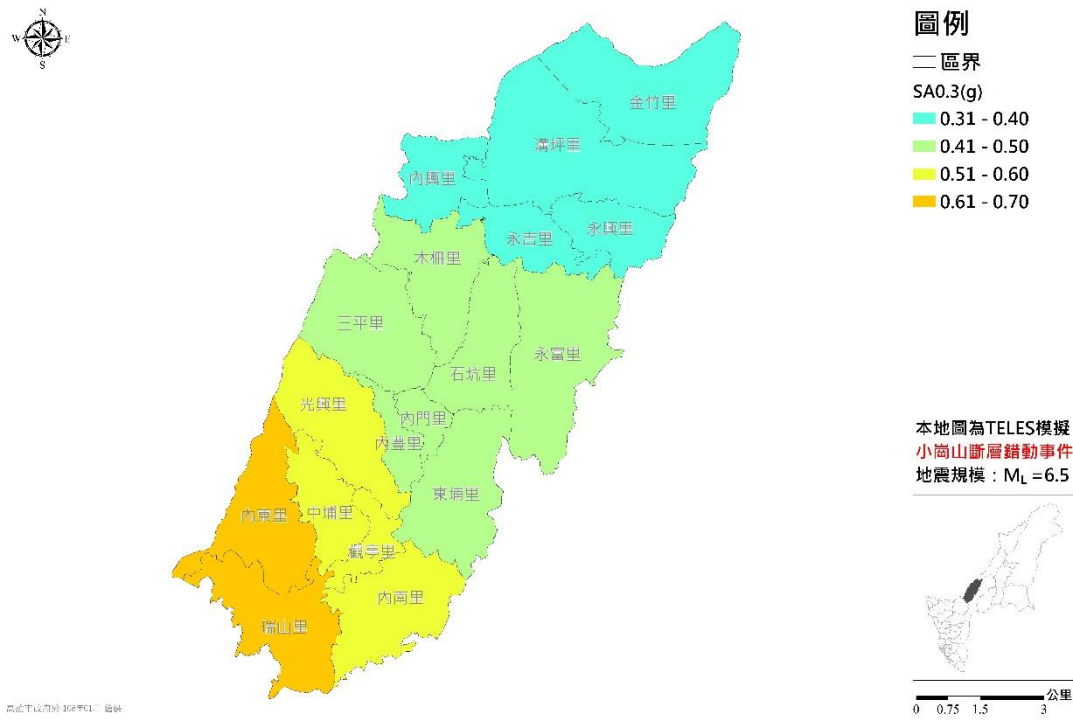 N
W E
S
金竹里
溝坪里
內興里
永吉里
永興里
木柵里
三平里
永富里
石坑里
光興里
內門里
內豐里
東埔里
內東里
中埔里
觀亭里
內南里
瑞山里
圖例
區界
SA0.3(g)
0.31 - 0.40
0.41 - 0.50
0.51 - 0.60
0.61 - 0.70
本地圖為TELES模擬
小崗山斷層錯動事件
地震規模：ML =6.5
公里
0 0.75 1.5 3